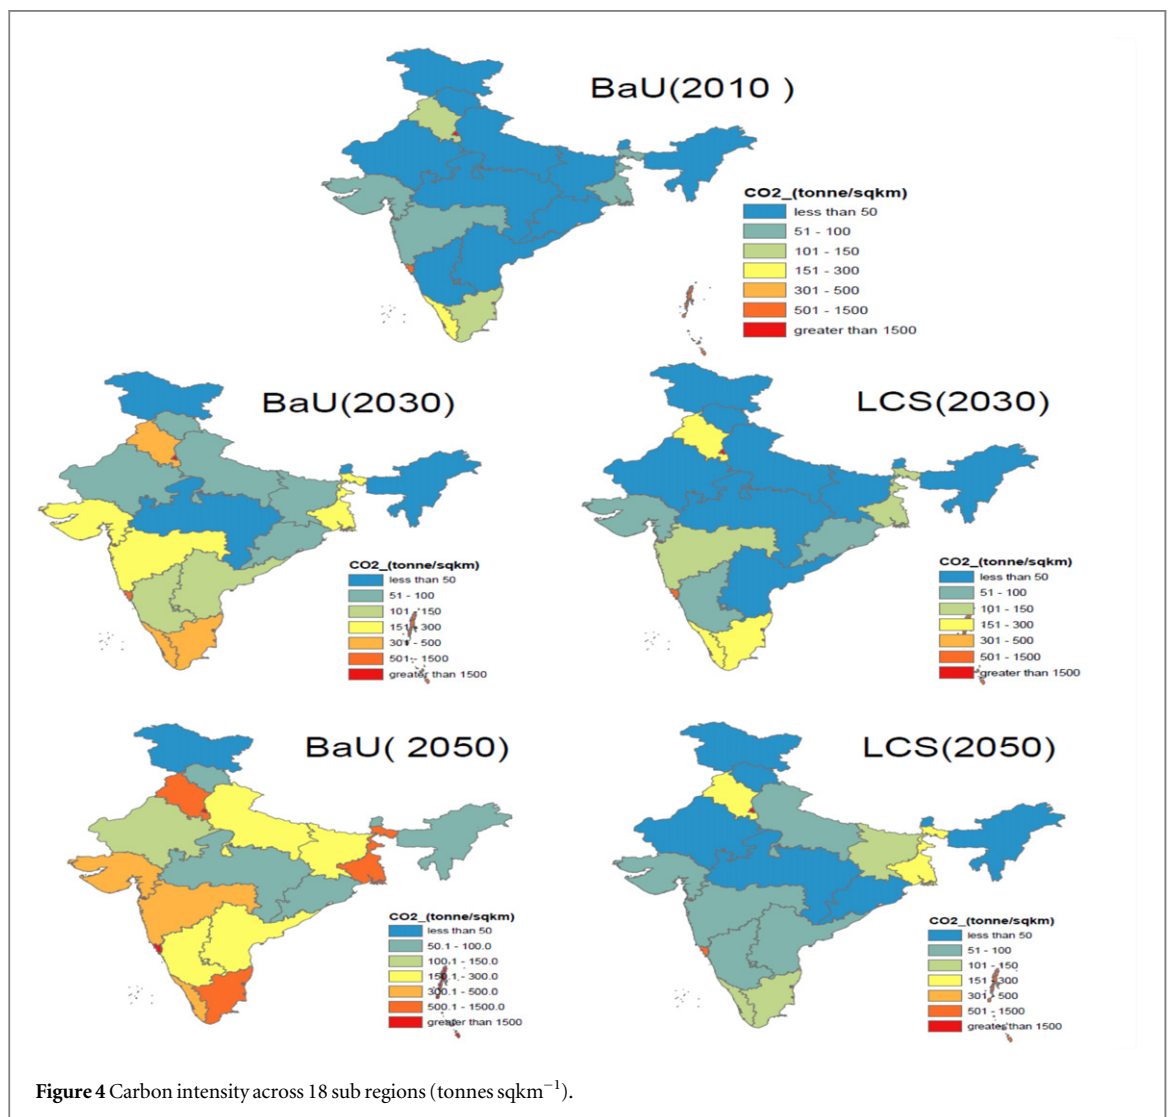 BaU(2010 )
CO2_(tonne/sqkm)
less than 50
51 - 100
101 - 150
151 - 300
301 - 500
501 - 1500
greater than 1500
BaU(2030)
CO2_(tonne/sqkm)
less than 50
51 - 100
101 - 150
151 - 300
301 - 500
501 - 1500
greater than 1500
LCS(2030)
CO2_(tonne/sqkm)
less than 50
51 - 100
101 - 150
151 - 300
301 - 500
501 - 1500
greater than 1500
BaU( 2050)
CO2_(tonne/sqkm)
less than 50
50.1 - 100.0
100.1 - 150.0
150.1 - 300.0
300.1 - 500.0
500.1 - 1500.0
greater than 1500
LCS(2050)
CO2_(tonne/sqkm)
less than 50
51 - 100
101 - 150
151 - 300
301 - 500
501 - 1500
greates than 1500
Figure 4 Carbon intensity across 18 sub regions (tonnes sqkm⁻¹).